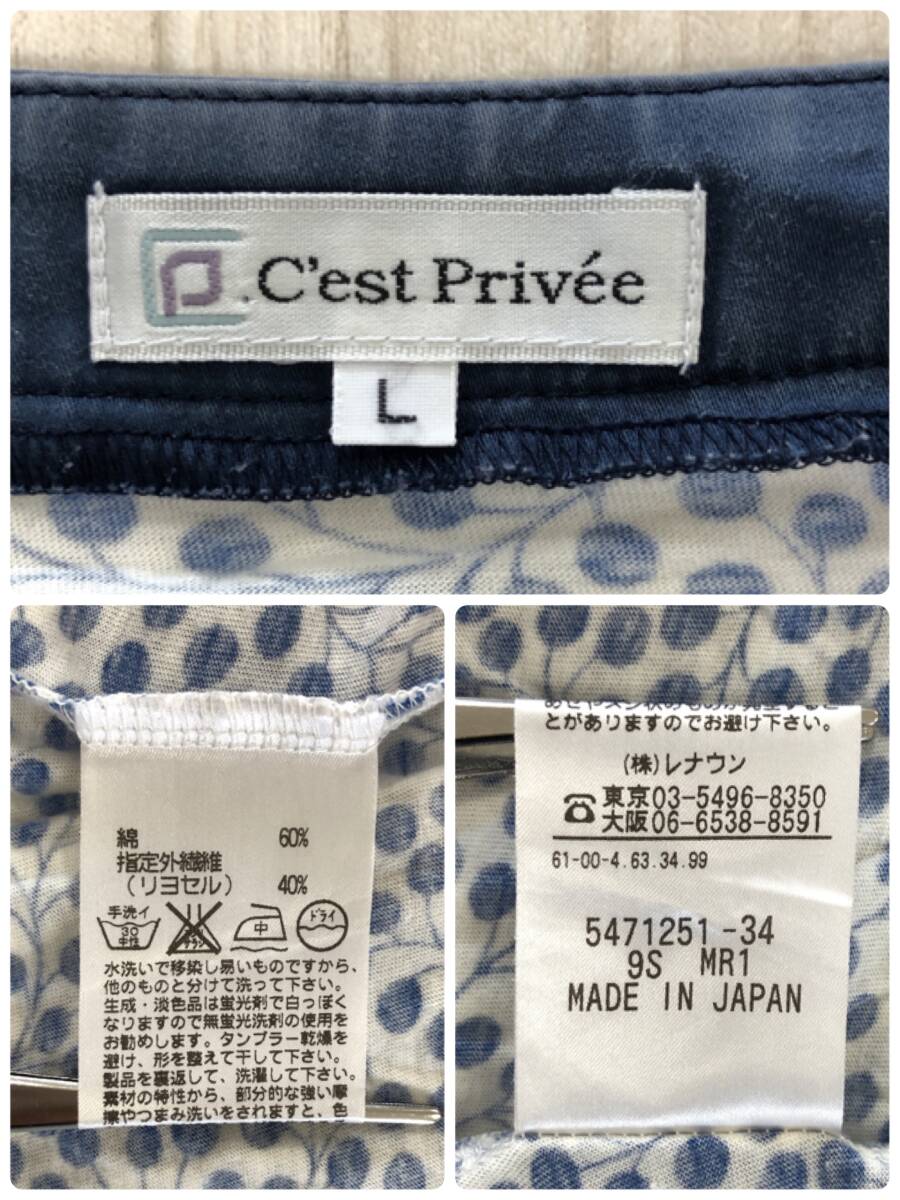 C'est Privée
L
綿 60%
指定外繊維
(リヨセル) 40%
手洗イ
30
中性
中
ドライ
水洗いで移染し易いものですから、
他のものと分けて洗って下さい。
生成・淡色品は蛍光剤で白っぽく
なりますので無蛍光洗剤の使用を
お勧めします。タンブラー乾燥を
避け、形を整えて干して下さい。
製品を裏返して、洗濯して下さい。
素材の特性から、部分的な強い摩
擦やつまみ洗いをされますと、色
とがありますのでお避け下さい。
(株)レナウン
☎東京03-5496-8350
大阪06-6538-8591
61-00-4.63.34.99
5471251-34
9S MR1
MADE IN JAPAN